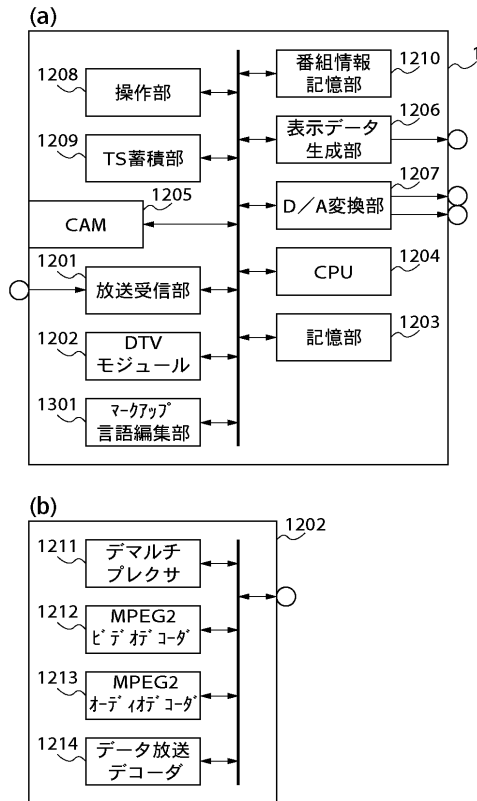 (a)
1
1208
操作部
1209
TS蓄積部
1205
CAM
1201
放送受信部
1202
DTV
モジュール
1301
ﾏｰｸｱｯﾌﾟ
言語編集部
1210
番組情報
記憶部
1206
表示データ
生成部
1207
D／A変換部
1204
CPU
1203
記憶部
(b)
1202
1211
デマルチ
プレクサ
1212
MPEG2
ﾋﾞﾃﾞｵﾃﾞｺｰﾀﾞ
1213
MPEG2
ｵｰﾃﾞｨｵﾃﾞｺｰﾀﾞ
1214
データ放送
デコーダ